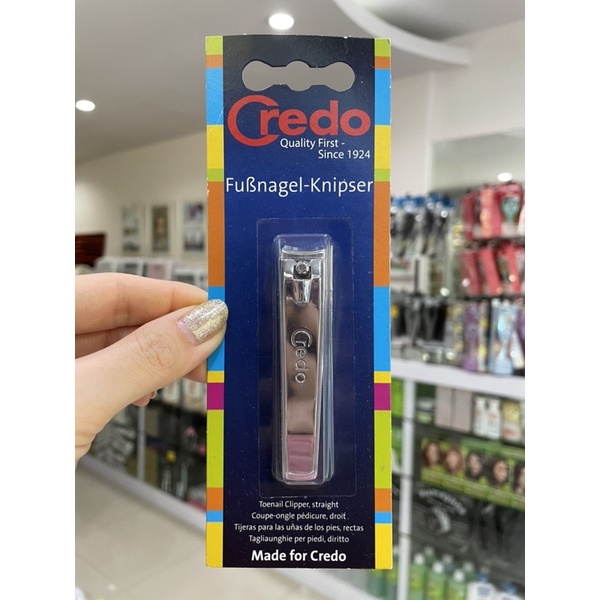 Credo
Quality First -
Since 1924
Fußnagel-Knipser
Credo
Toenail Clipper, straight
Coupe-ongle pédicure, droit
Tijeras para las uñas de los pies, rectas
Tagliaunghie per piedi, diritto
Made for Credo